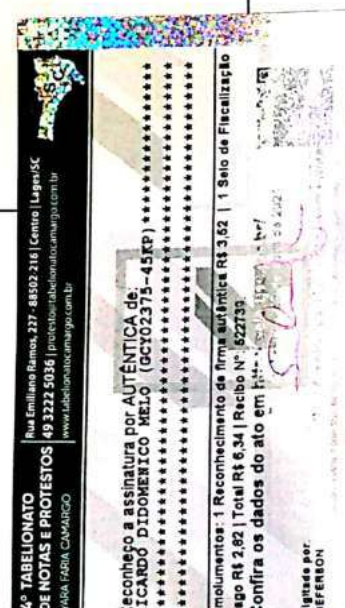 4º TABELIONATO
DE NOTAS E PROTESTOS
VARA FARIA CAMARGO
Rua Emiliano Ramos, 227 - 88502-216 | Centro | Lages/SC
49 3222 5036 | protesto@tabelionatocamargo.com.br
www.tabelionatocamargo.com.br
SC
econheço a assinatura por AUTÊNTICA de:
ICARDO DIDOMENICO MELO (GCY02375-45KP) ************
molumentos: 1 Reconhecimento de firma autêntica R$ 3,52 | 1 Selo de Fiscalização
ago R$ 2,82 | Total R$ 6,34 | Recibo Nº: 522739
Confira os dados do ato em
igitado por:
EFERSON